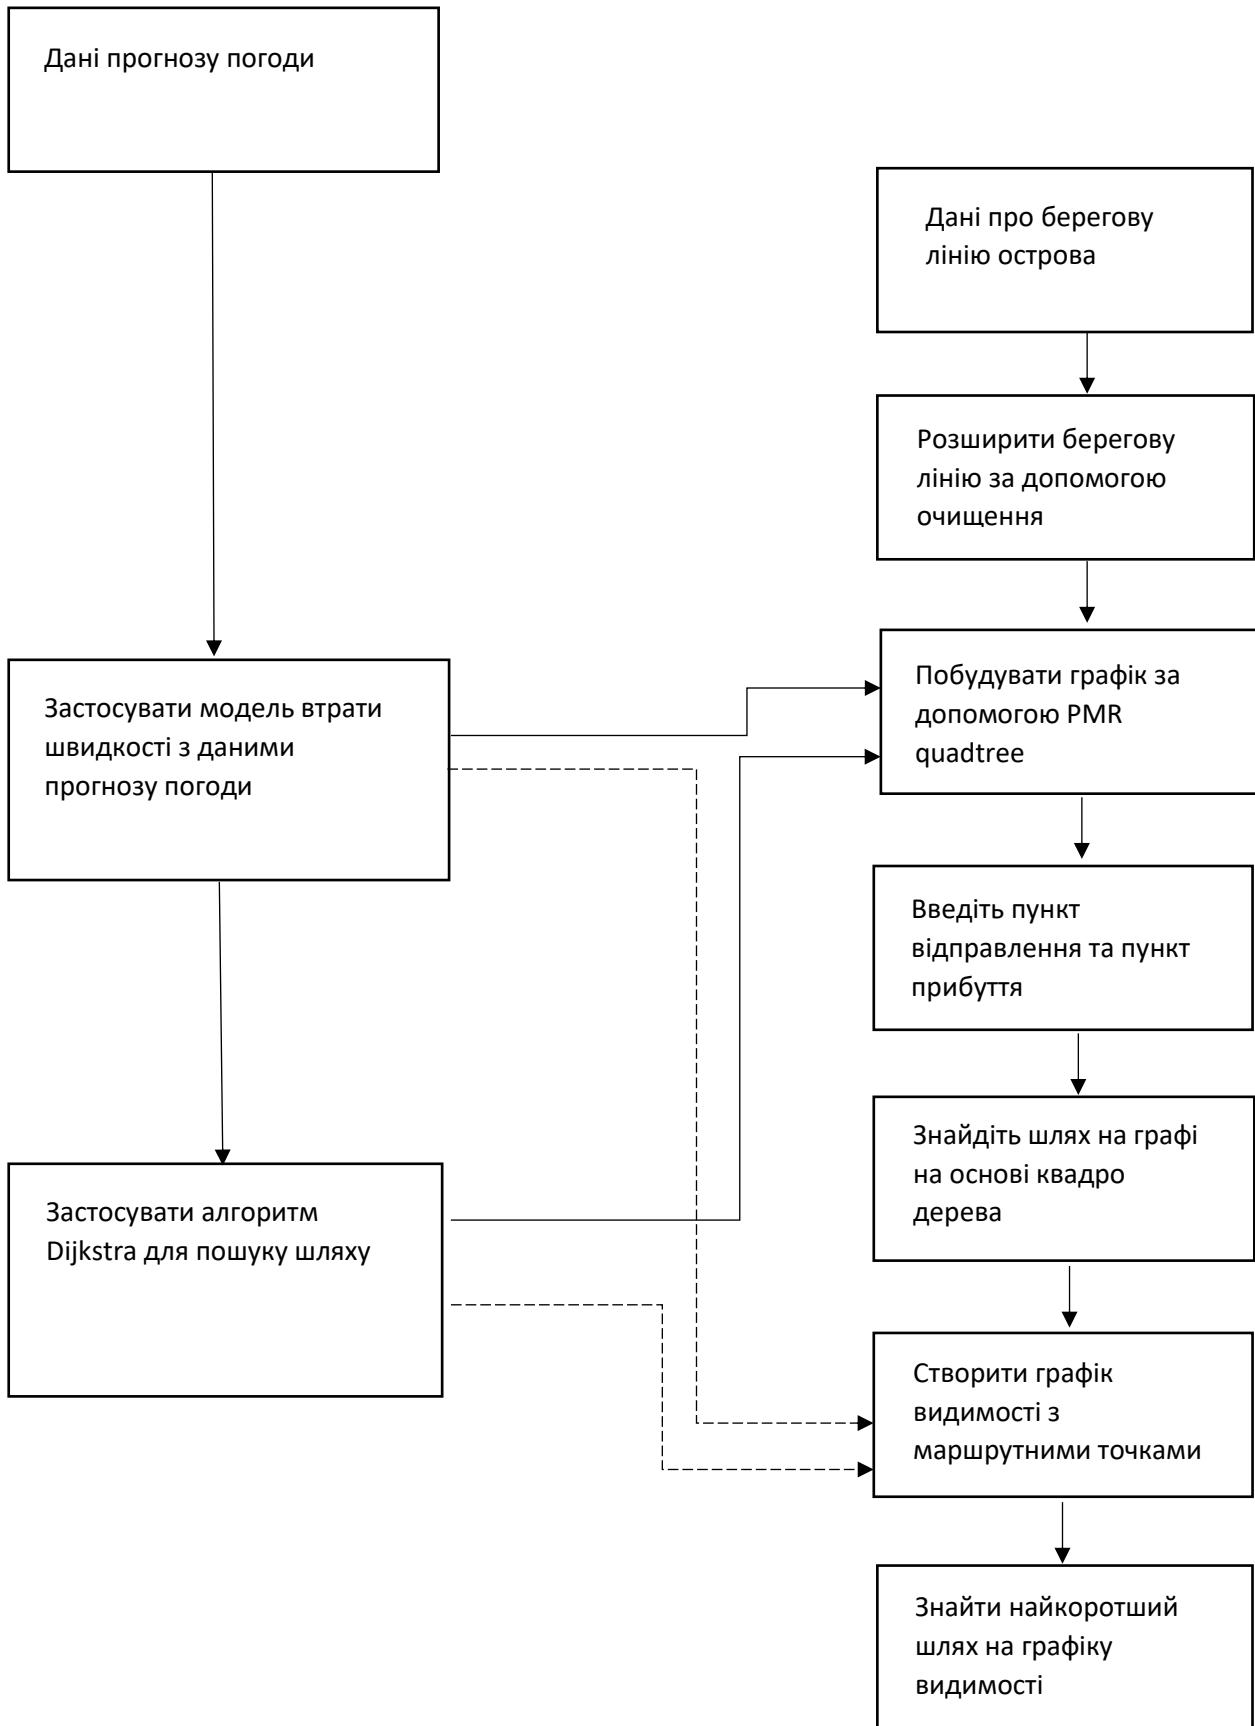 Дані прогнозу погоди
Дані про берегову
лінію острова
Розширити берегову
лінію за допомогою
очищення
Побудувати графік за
допомогою PMR
quadtree
Застосувати модель втрати
швидкості з даними
прогнозу погоди
Введіть пункт
відправлення та пункт
прибуття
Знайдіть шлях на графі
на основі квадро
дерева
Застосувати алгоритм
Dijkstra для пошуку шляху
Створити графік
видимості з
маршрутними точками
Знайти найкоротший
шлях на графіку
видимості